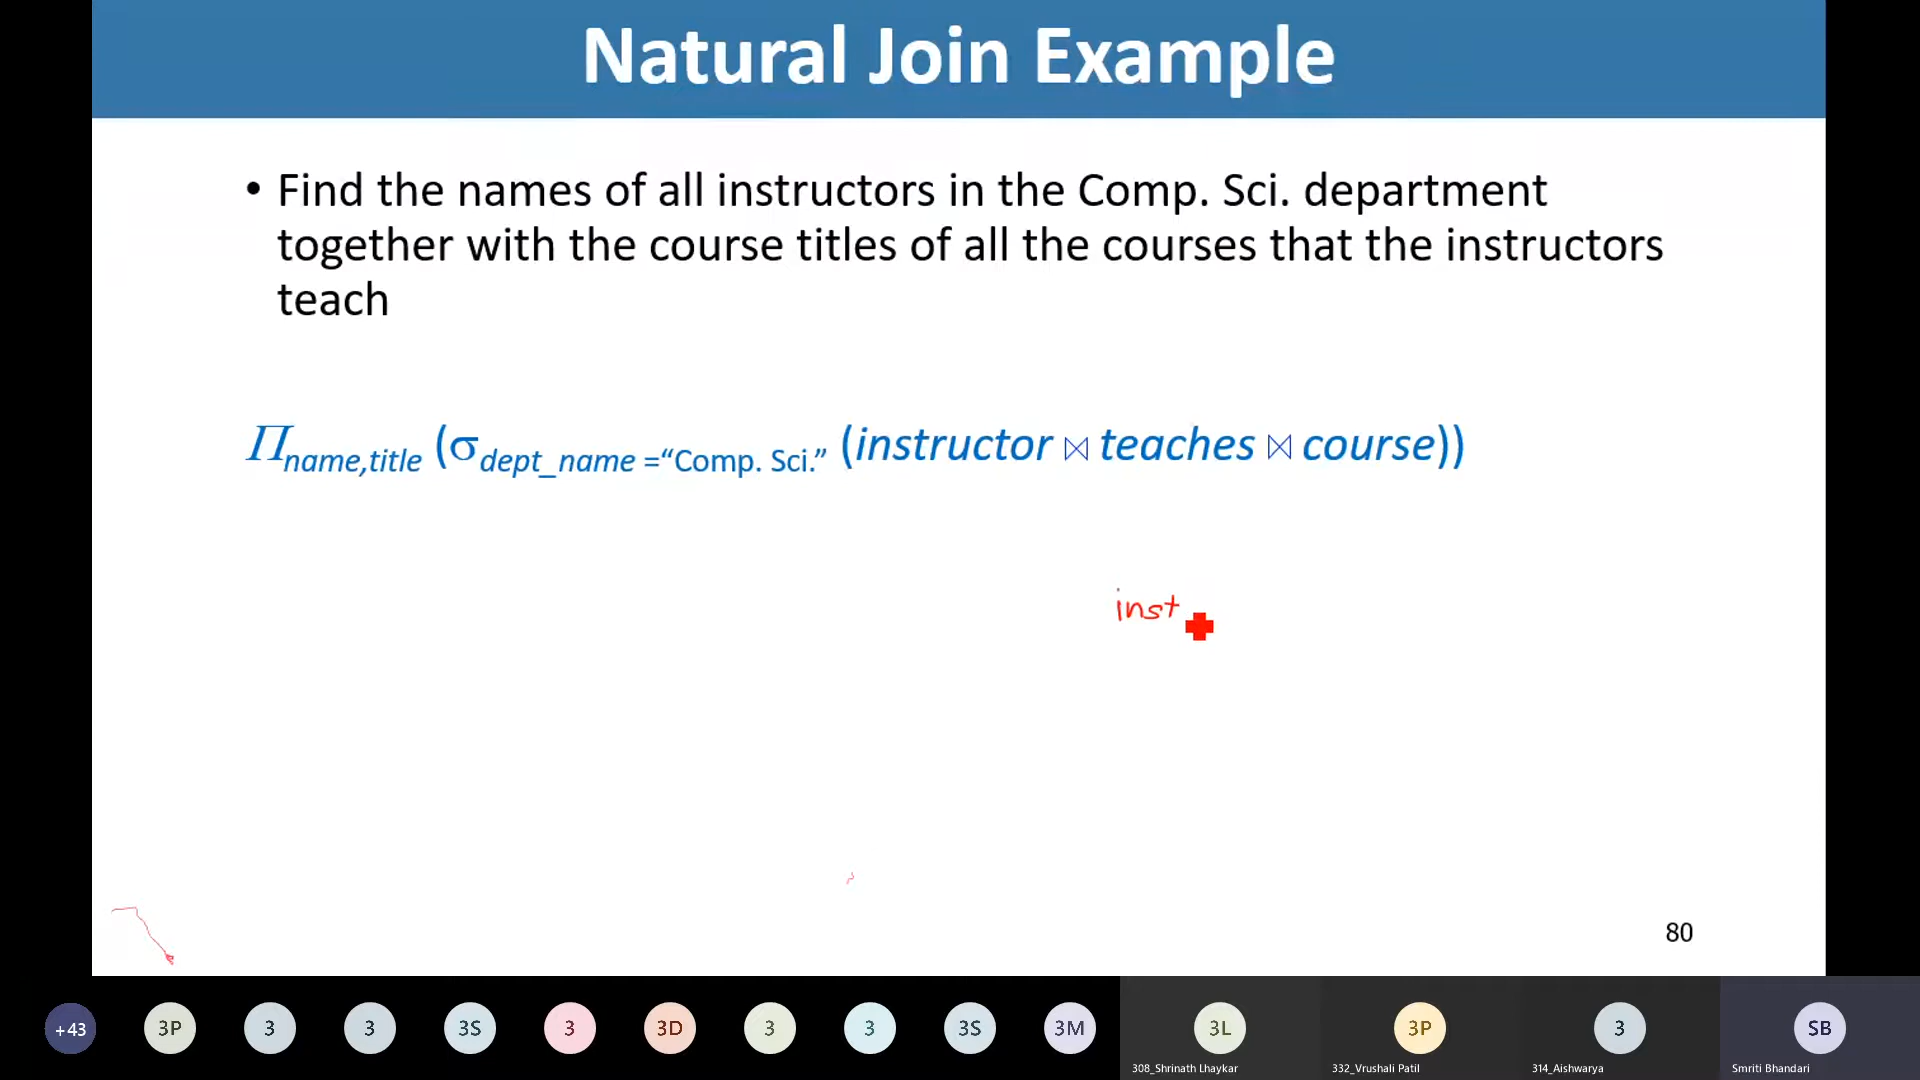 Natural Join Example
• Find the names of all instructors in the Comp. Sci. department
together with the course titles of all the courses that the instructors
teach
Π name,title (σ dept_name =“Comp. Sci.” (instructor ⋈ teaches ⋈ course))
inst
80
+43 3P 3 3 3S 3 3D 3 3 3S 3M 3L 3P 3 SB
308_Shrinath Lhaykar 332_Vrushali Patil 314_Aishwarya Smriti Bhandari